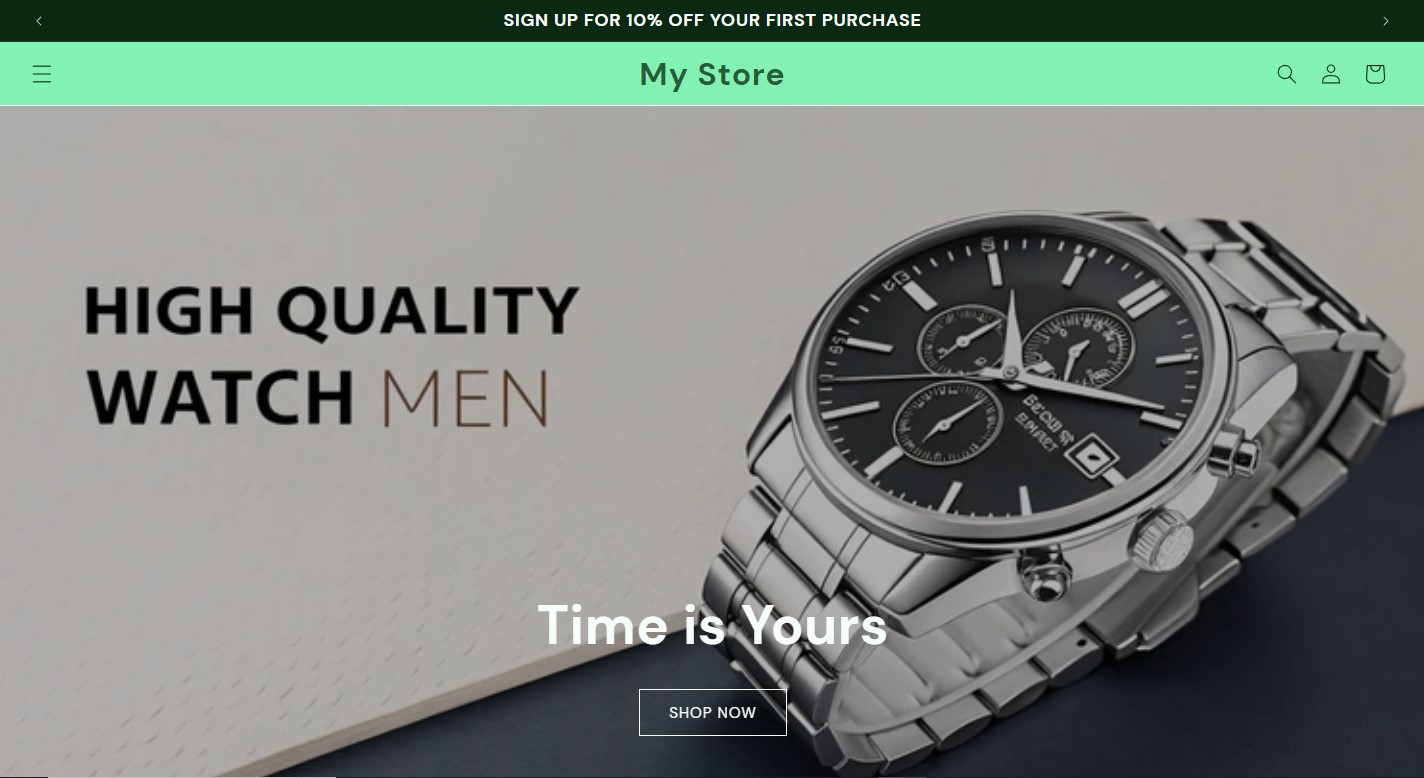 SIGN UP FOR 10% OFF YOUR FIRST PURCHASE
My Store
HIGH QUALITY
WATCH MEN
Time is Yours
SHOP NOW